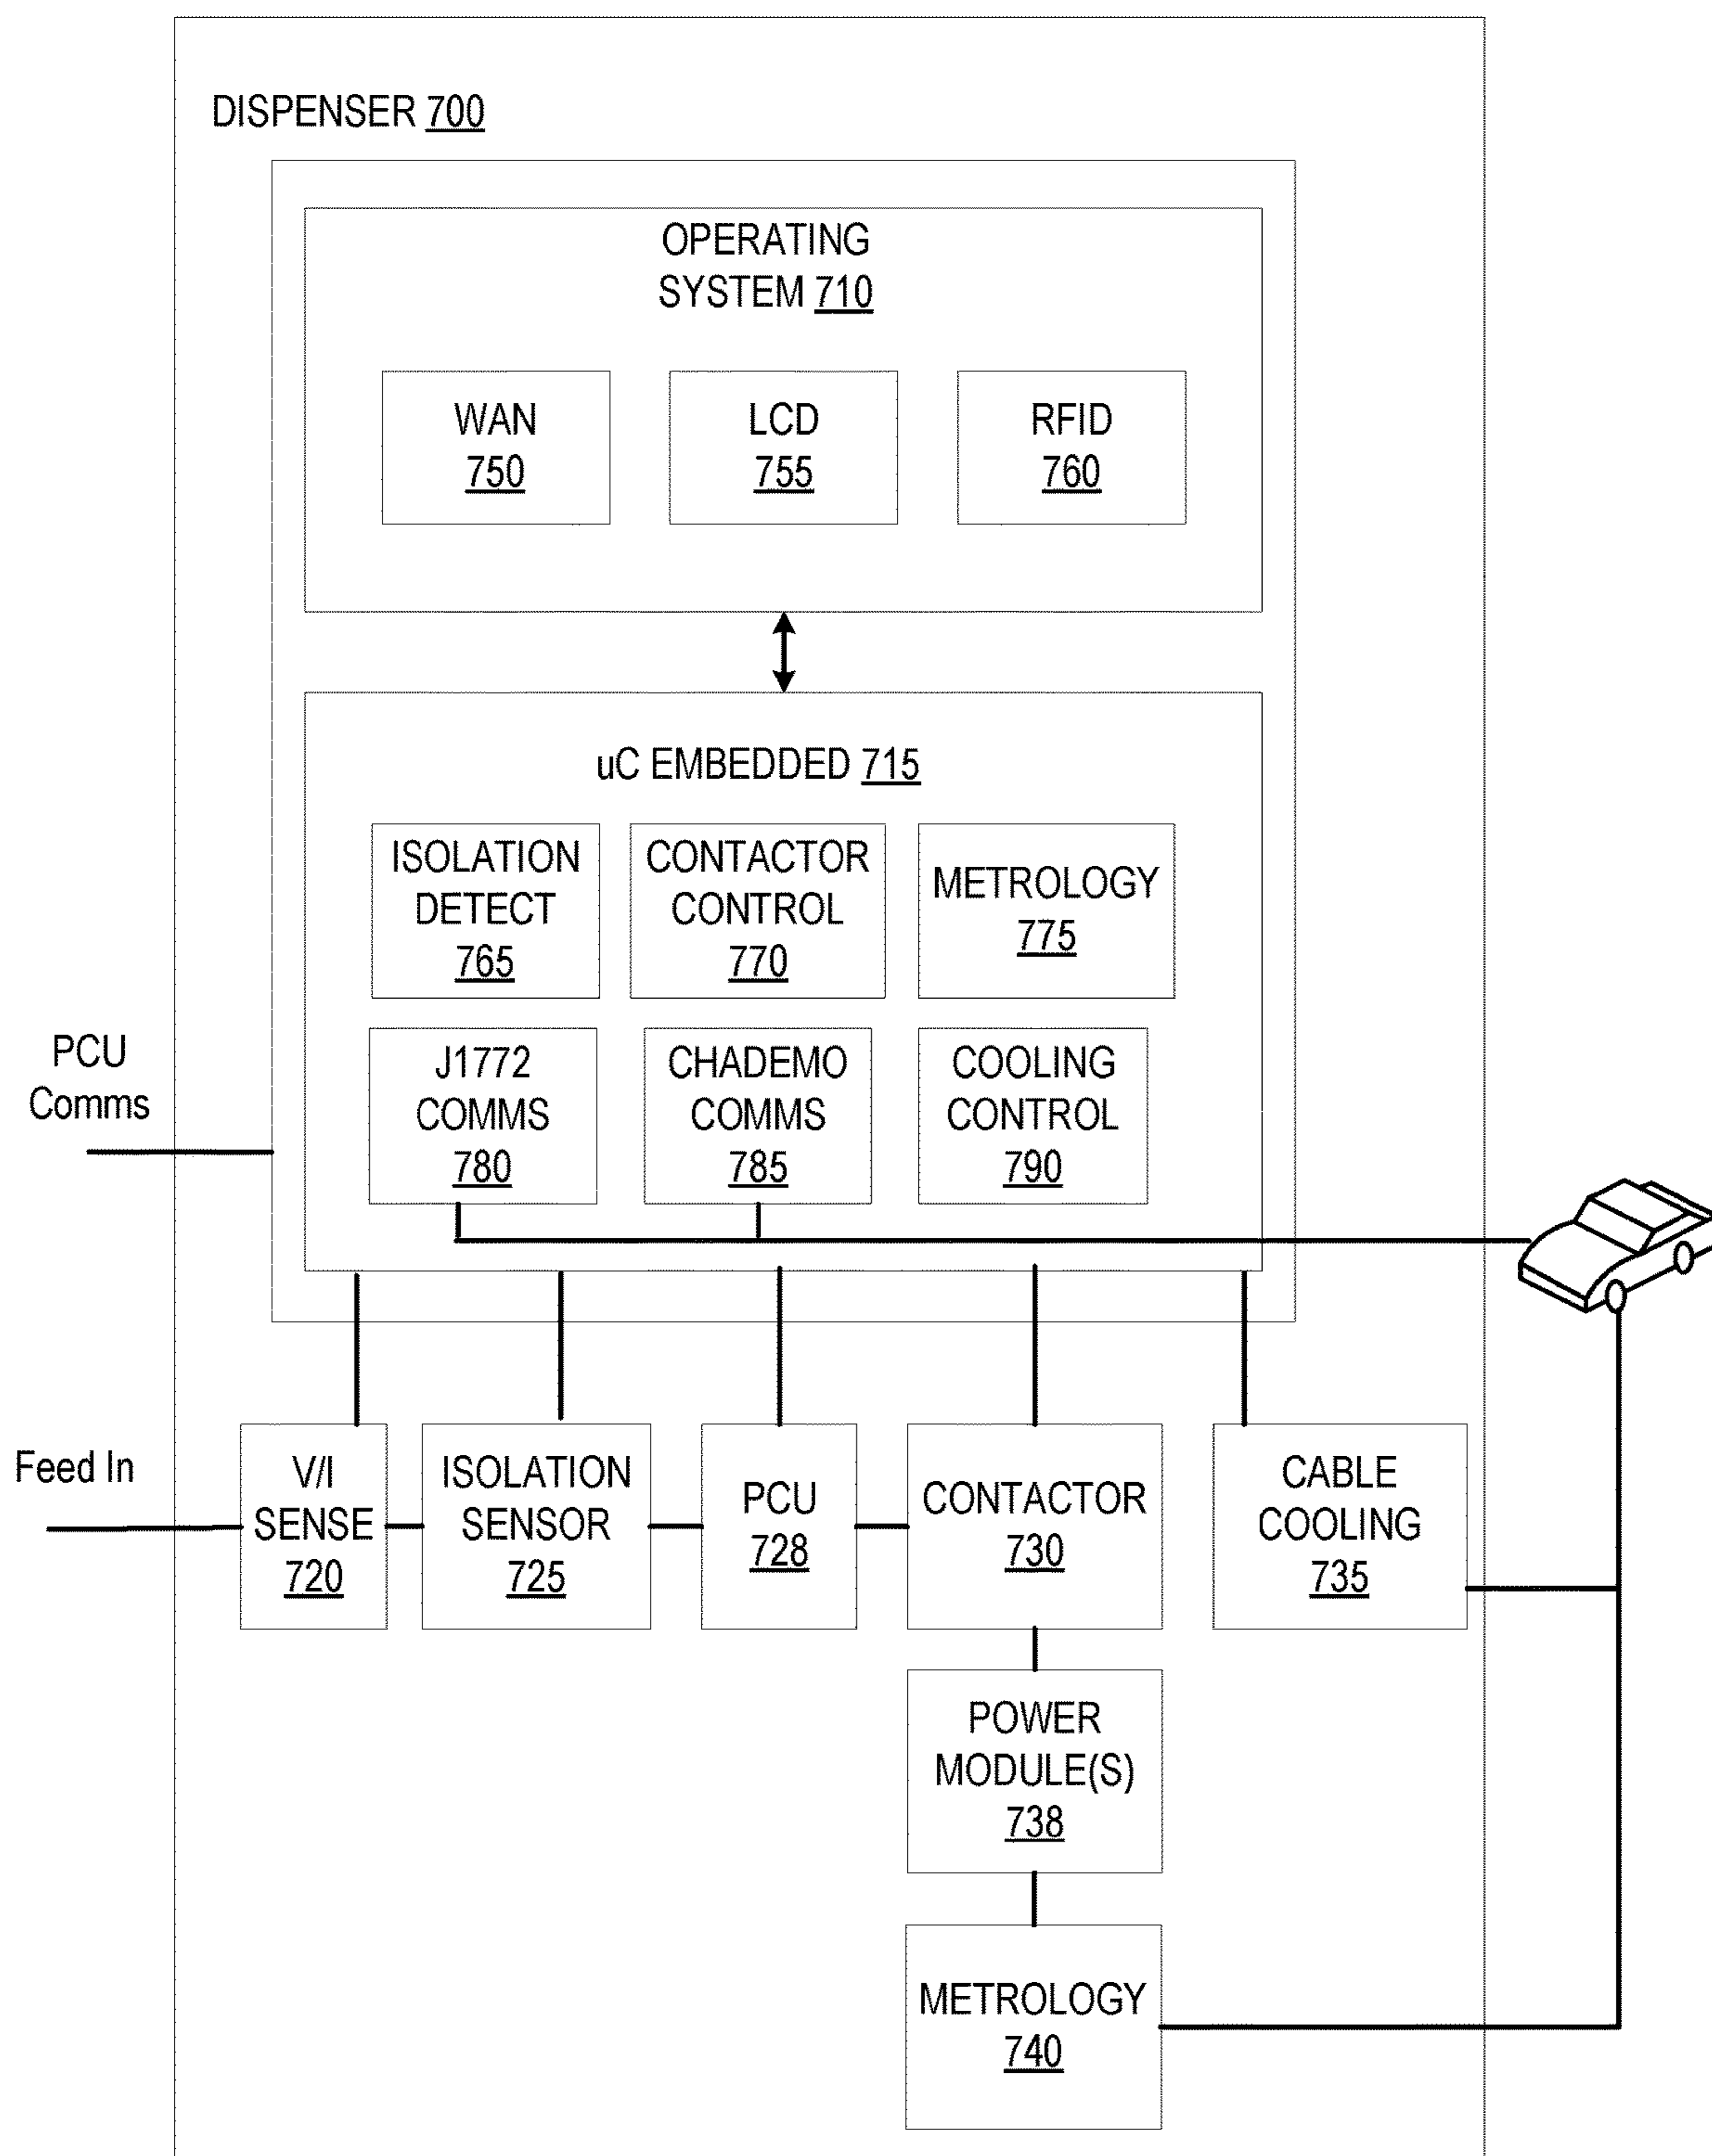 DISPENSER 700
OPERATING
SYSTEM 710
WAN
750
LCD
755
RFID
760
uC EMBEDDED 715
ISOLATION
DETECT
765
CONTACTOR
CONTROL
770
METROLOGY
775
J1772
COMMS
780
CHADEMO
COMMS
785
COOLING
CONTROL
790
PCU
Comms
Feed In
V/I
SENSE
720
ISOLATION
SENSOR
725
PCU
728
CONTACTOR
730
CABLE
COOLING
735
POWER
MODULE(S)
738
METROLOGY
740